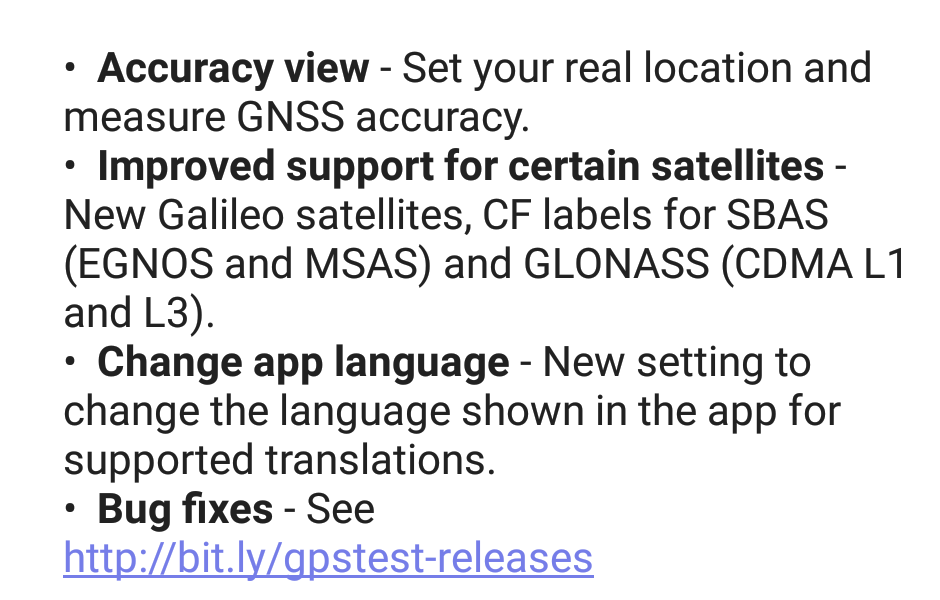 • Accuracy view - Set your real location and
measure GNSS accuracy.
• Improved support for certain satellites -
New Galileo satellites, CF labels for SBAS
(EGNOS and MSAS) and GLONASS (CDMA L1
and L3).
• Change app language - New setting to
change the language shown in the app for
supported translations.
• Bug fixes - See
http://bit.ly/gpstest-releases